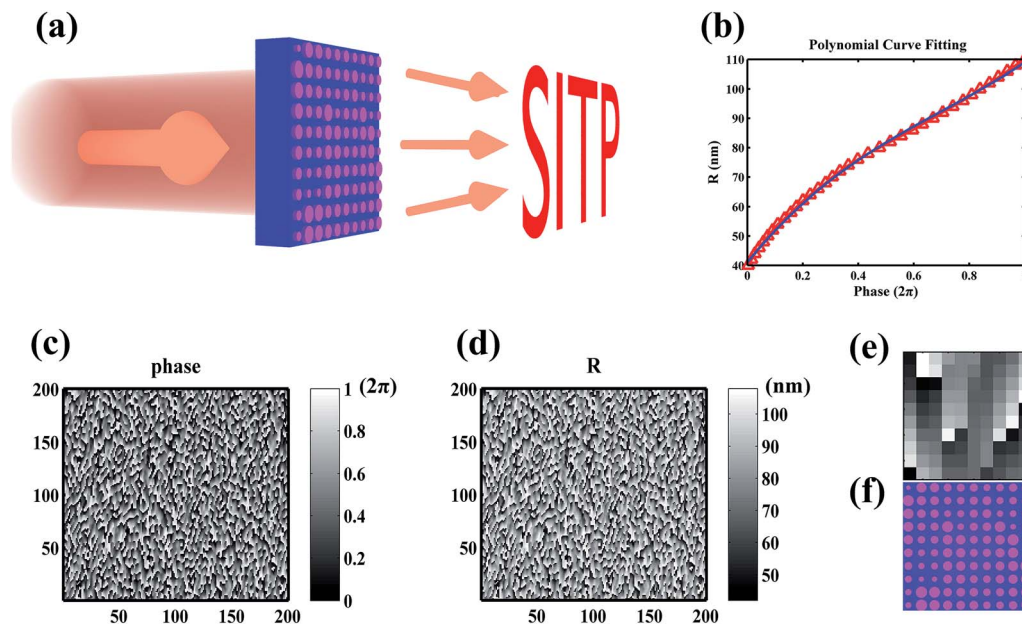 (a)
SITP
(b)
Polynomial Curve Fitting
R (nm)
110
100
90
80
70
60
50
40
0 0.2 0.4 0.6 0.8
Phase (2π)
(c)
phase
200
150
100
50
50 100 150 200
1 (2π)
0.8
0.6
0.4
0.2
0
(d)
R
200
150
100
50
50 100 150 200
(nm)
100
90
80
70
60
50
(e)
(f)